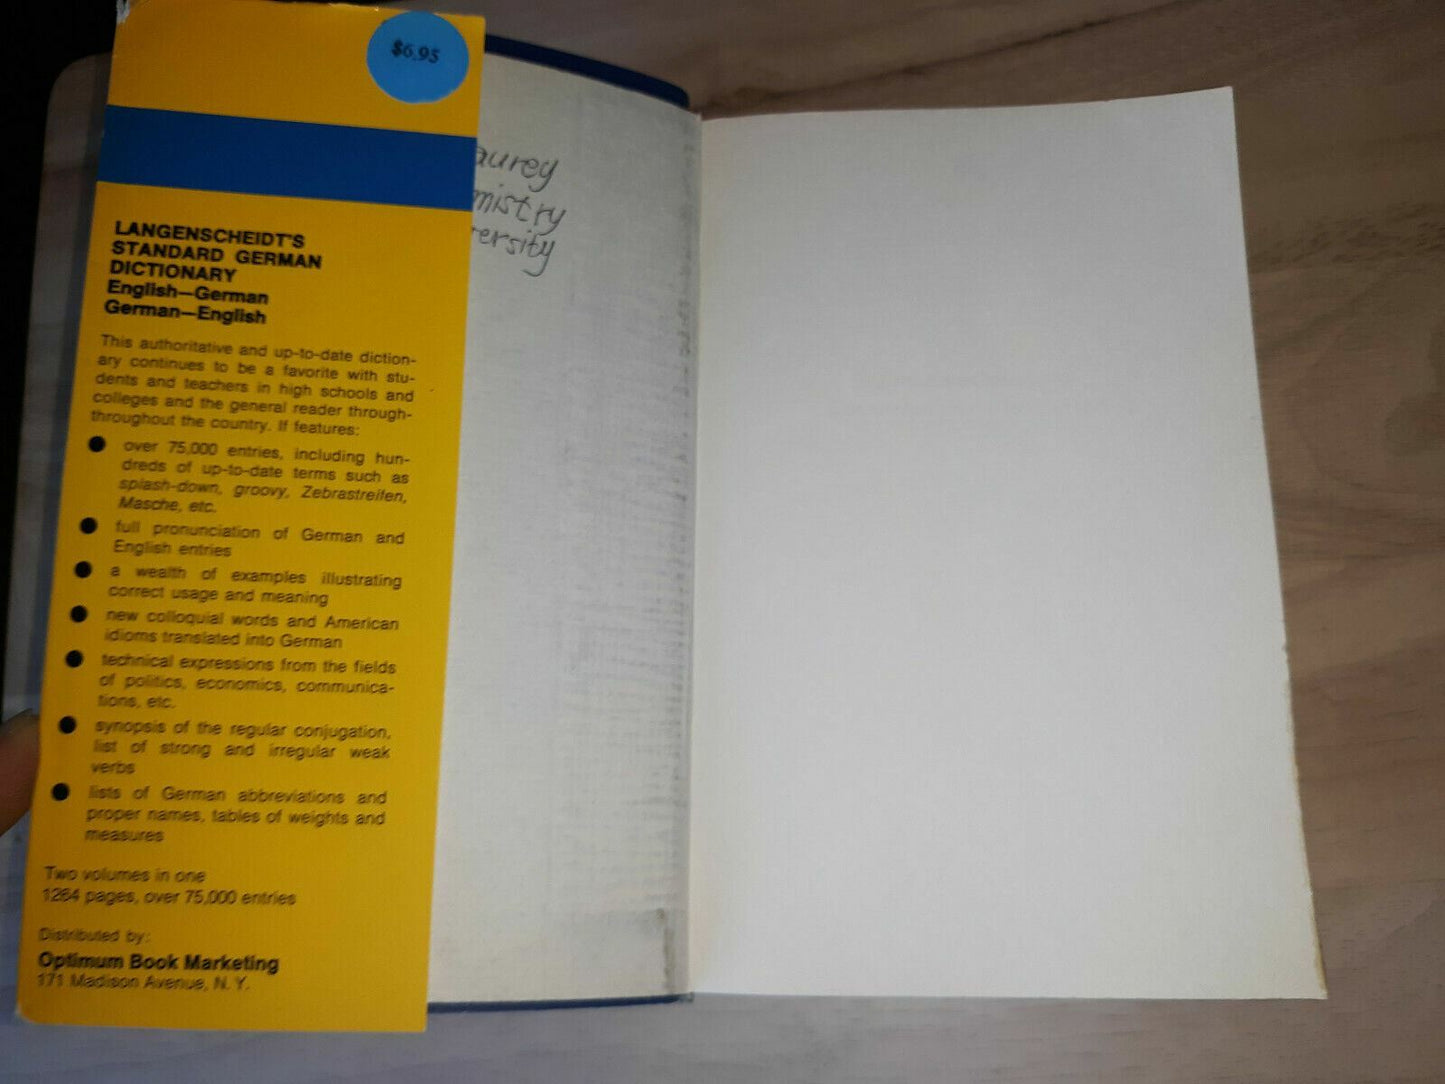 $6.95
LANGENSCHEIDT'S
STANDARD GERMAN
DICTIONARY
English—German
German—English
This authoritative and up-to-date diction-
ary continues to be a favorite with stu-
dents and teachers in high schools and
colleges and the general reader through-
throughout the country. If features:
● over 75,000 entries, including hun-
dreds of up-to-date terms such as
splash-down, groovy, Zebrastreifen,
Masche, etc.
● full pronunciation of German and
English entries
● a wealth of examples illustrating
correct usage and meaning
● new colloquial words and American
idioms translated into German
● technical expressions from the fields
of politics, economics, communica-
tions, etc.
● synopsis of the regular conjugation,
list of strong and irregular weak
verbs
● lists of German abbreviations and
proper names, tables of weights and
measures
Two volumes in one
1264 pages, over 75,000 entries
Distributed by:
Optimum Book Marketing
171 Madison Avenue, N. Y.
aurey
mistry
ersity